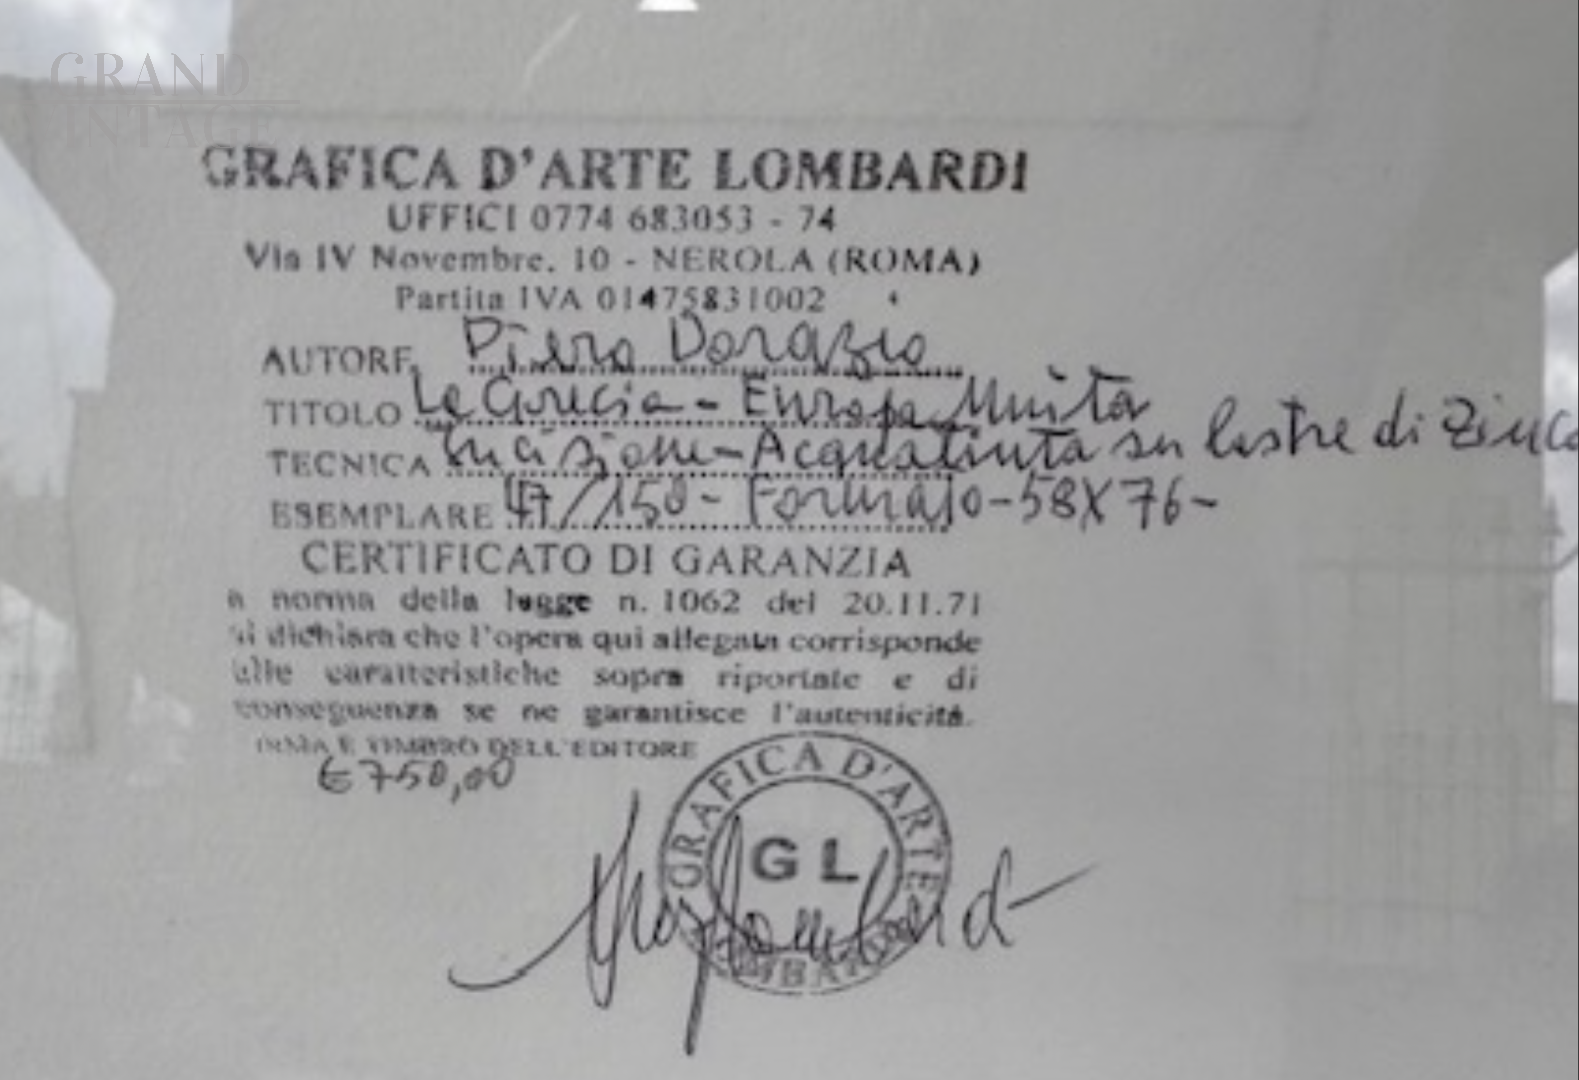 GRAND
VINTAGE
GRAFICA D'ARTE LOMBARDI
UFFICI 0774 683053 - 74
Via IV Novembre, 10 - NEROLA (ROMA)
Partita IVA 01475831002
AUTORE Piero Dorazio
TITOLO La Grecia - Europa Unita
TECNICA Incisione - Acquatinta su lastre di Zinco
ESEMPLARE 47/150 - Formato - 58X76 -
CERTIFICATO DI GARANZIA
a norma della legge n. 1062 del 20.11.71
si dichiara che l'opera qui allegata corrisponde
alle caratteristiche sopra riportate e di
conseguenza se ne garantisce l'autenticità.
FIRMA E TIMBRO DELL'EDITORE
€ 750,00
GRAFICA D'ARTE LOMBARDI
GL